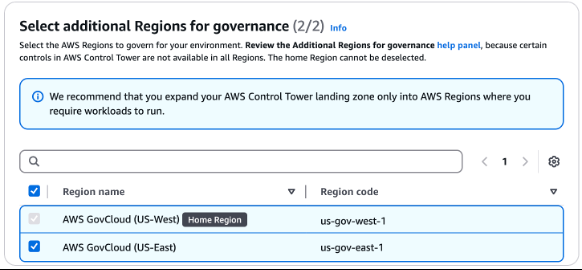 Select additional Regions for governance (2/2) Info
Select the AWS Regions to govern for your environment. Review the Additional Regions for governance help panel, because certain
controls in AWS Control Tower are not available in all Regions. The home Region cannot be deselected.
We recommend that you expand your AWS Control Tower landing zone only into AWS Regions where you
require workloads to run.
1
Region name Region code
AWS GovCloud (US-West) Home Region us-gov-west-1
AWS GovCloud (US-East) us-gov-east-1